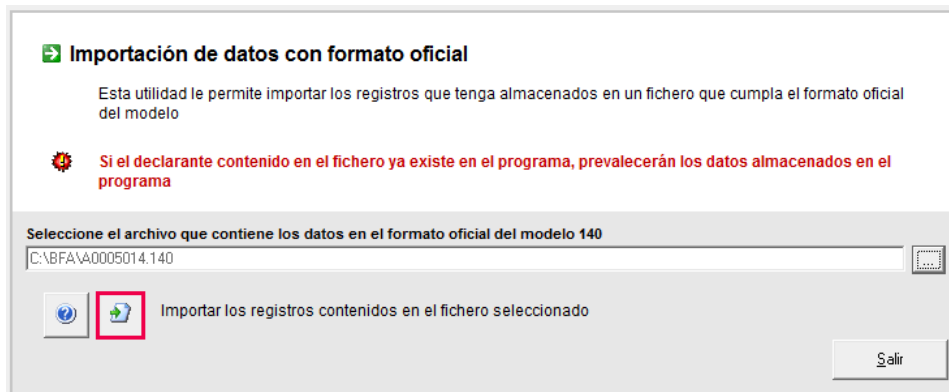 Importación de datos con formato oficial
Esta utilidad le permite importar los registros que tenga almacenados en un fichero que cumpla el formato oficial
del modelo
Si el declarante contenido en el fichero ya existe en el programa, prevalecerán los datos almacenados en el
programa
Seleccione el archivo que contiene los datos en el formato oficial del modelo 140
C:\BFA\A0005014.140
...
Importar los registros contenidos en el fichero seleccionado
Salir